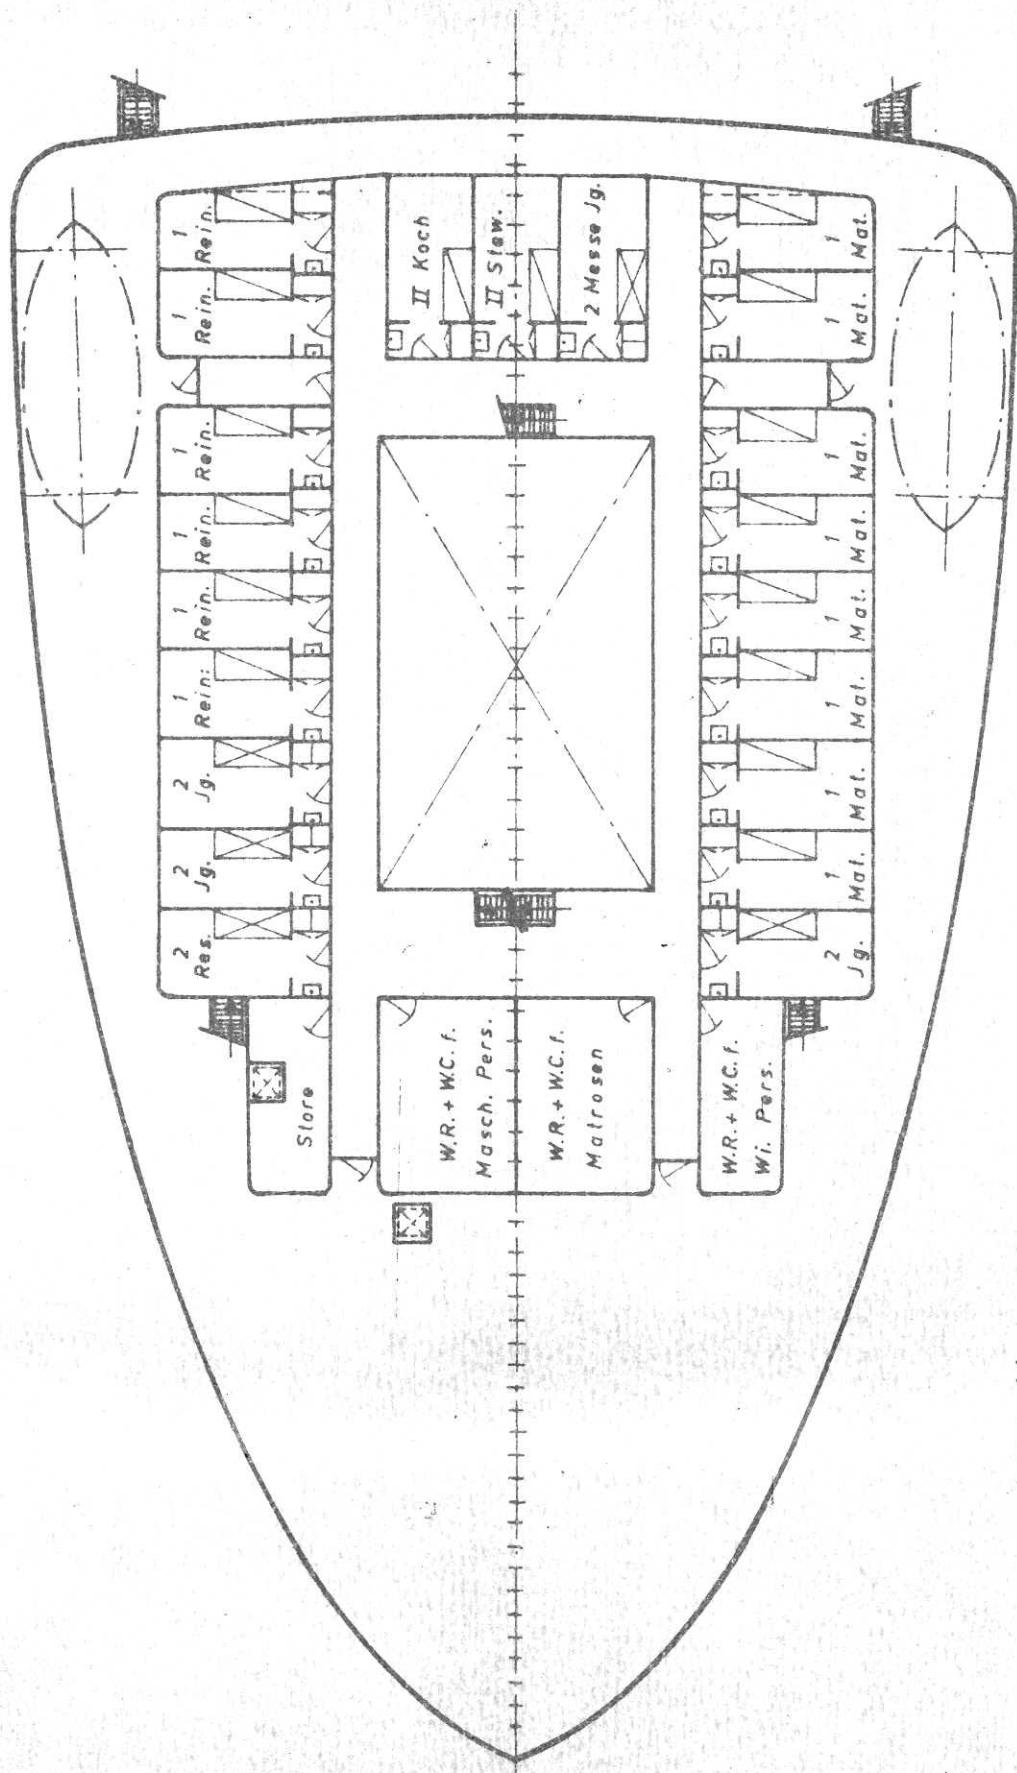 1
Rein.
1
Rein.
1
Rein.
1
Rein.
1
Rein.
1
Rein:
2
Jg.
2
Jg.
2
Res.
Store
II Koch
II Stew.
2 Messe Jg.
W.R. + W.C. f.
Masch. Pers.
W.R. + W.C. f.
Matrosen
1
Mat.
1
Mat.
1
Mat.
1
Mat.
1
Mat.
1
Mat.
1
Mat.
1
Mat.
2
Jg.
W.R. + W.C. f.
Wi. Pers.